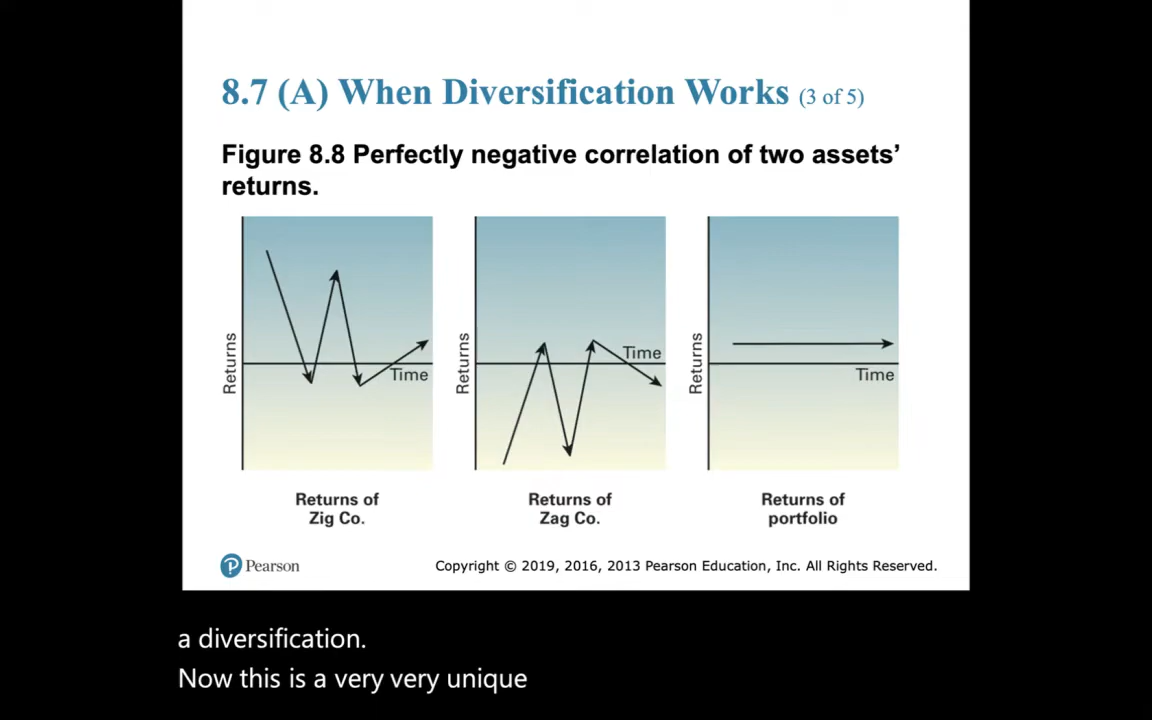 8.7 (A) When Diversification Works (3 of 5)
Figure 8.8 Perfectly negative correlation of two assets’
returns.
Returns
Time
Returns
Time
Returns
Time
Returns of
Zig Co.
Returns of
Zag Co.
Returns of
portfolio
P Pearson
Copyright © 2019, 2016, 2013 Pearson Education, Inc. All Rights Reserved.
a diversification.
Now this is a very very unique